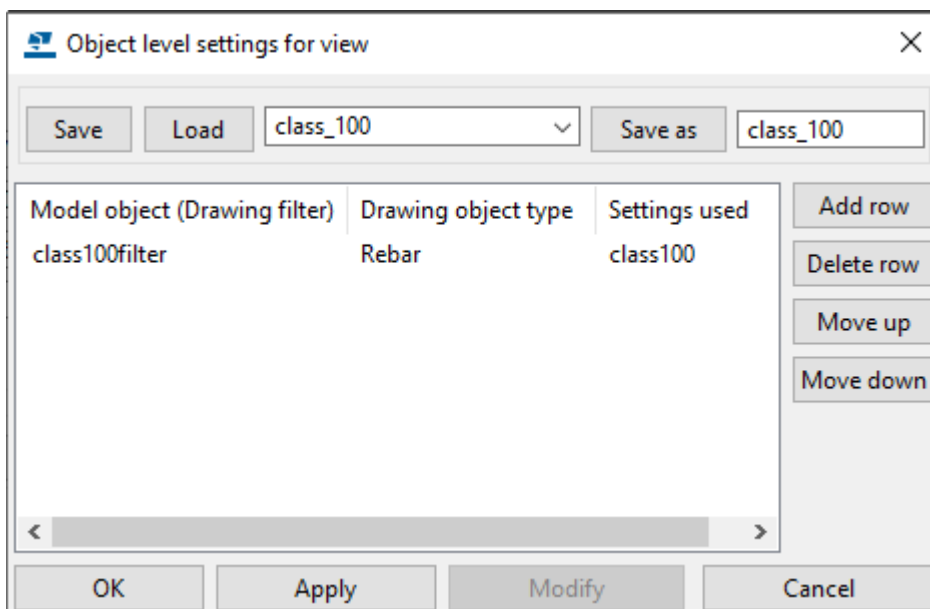 Object level settings for view
Save Load class_100 Save as class_100
Model object (Drawing filter) Drawing object type Settings used
class100filter Rebar class100
Add row
Delete row
Move up
Move down
OK Apply Modify Cancel